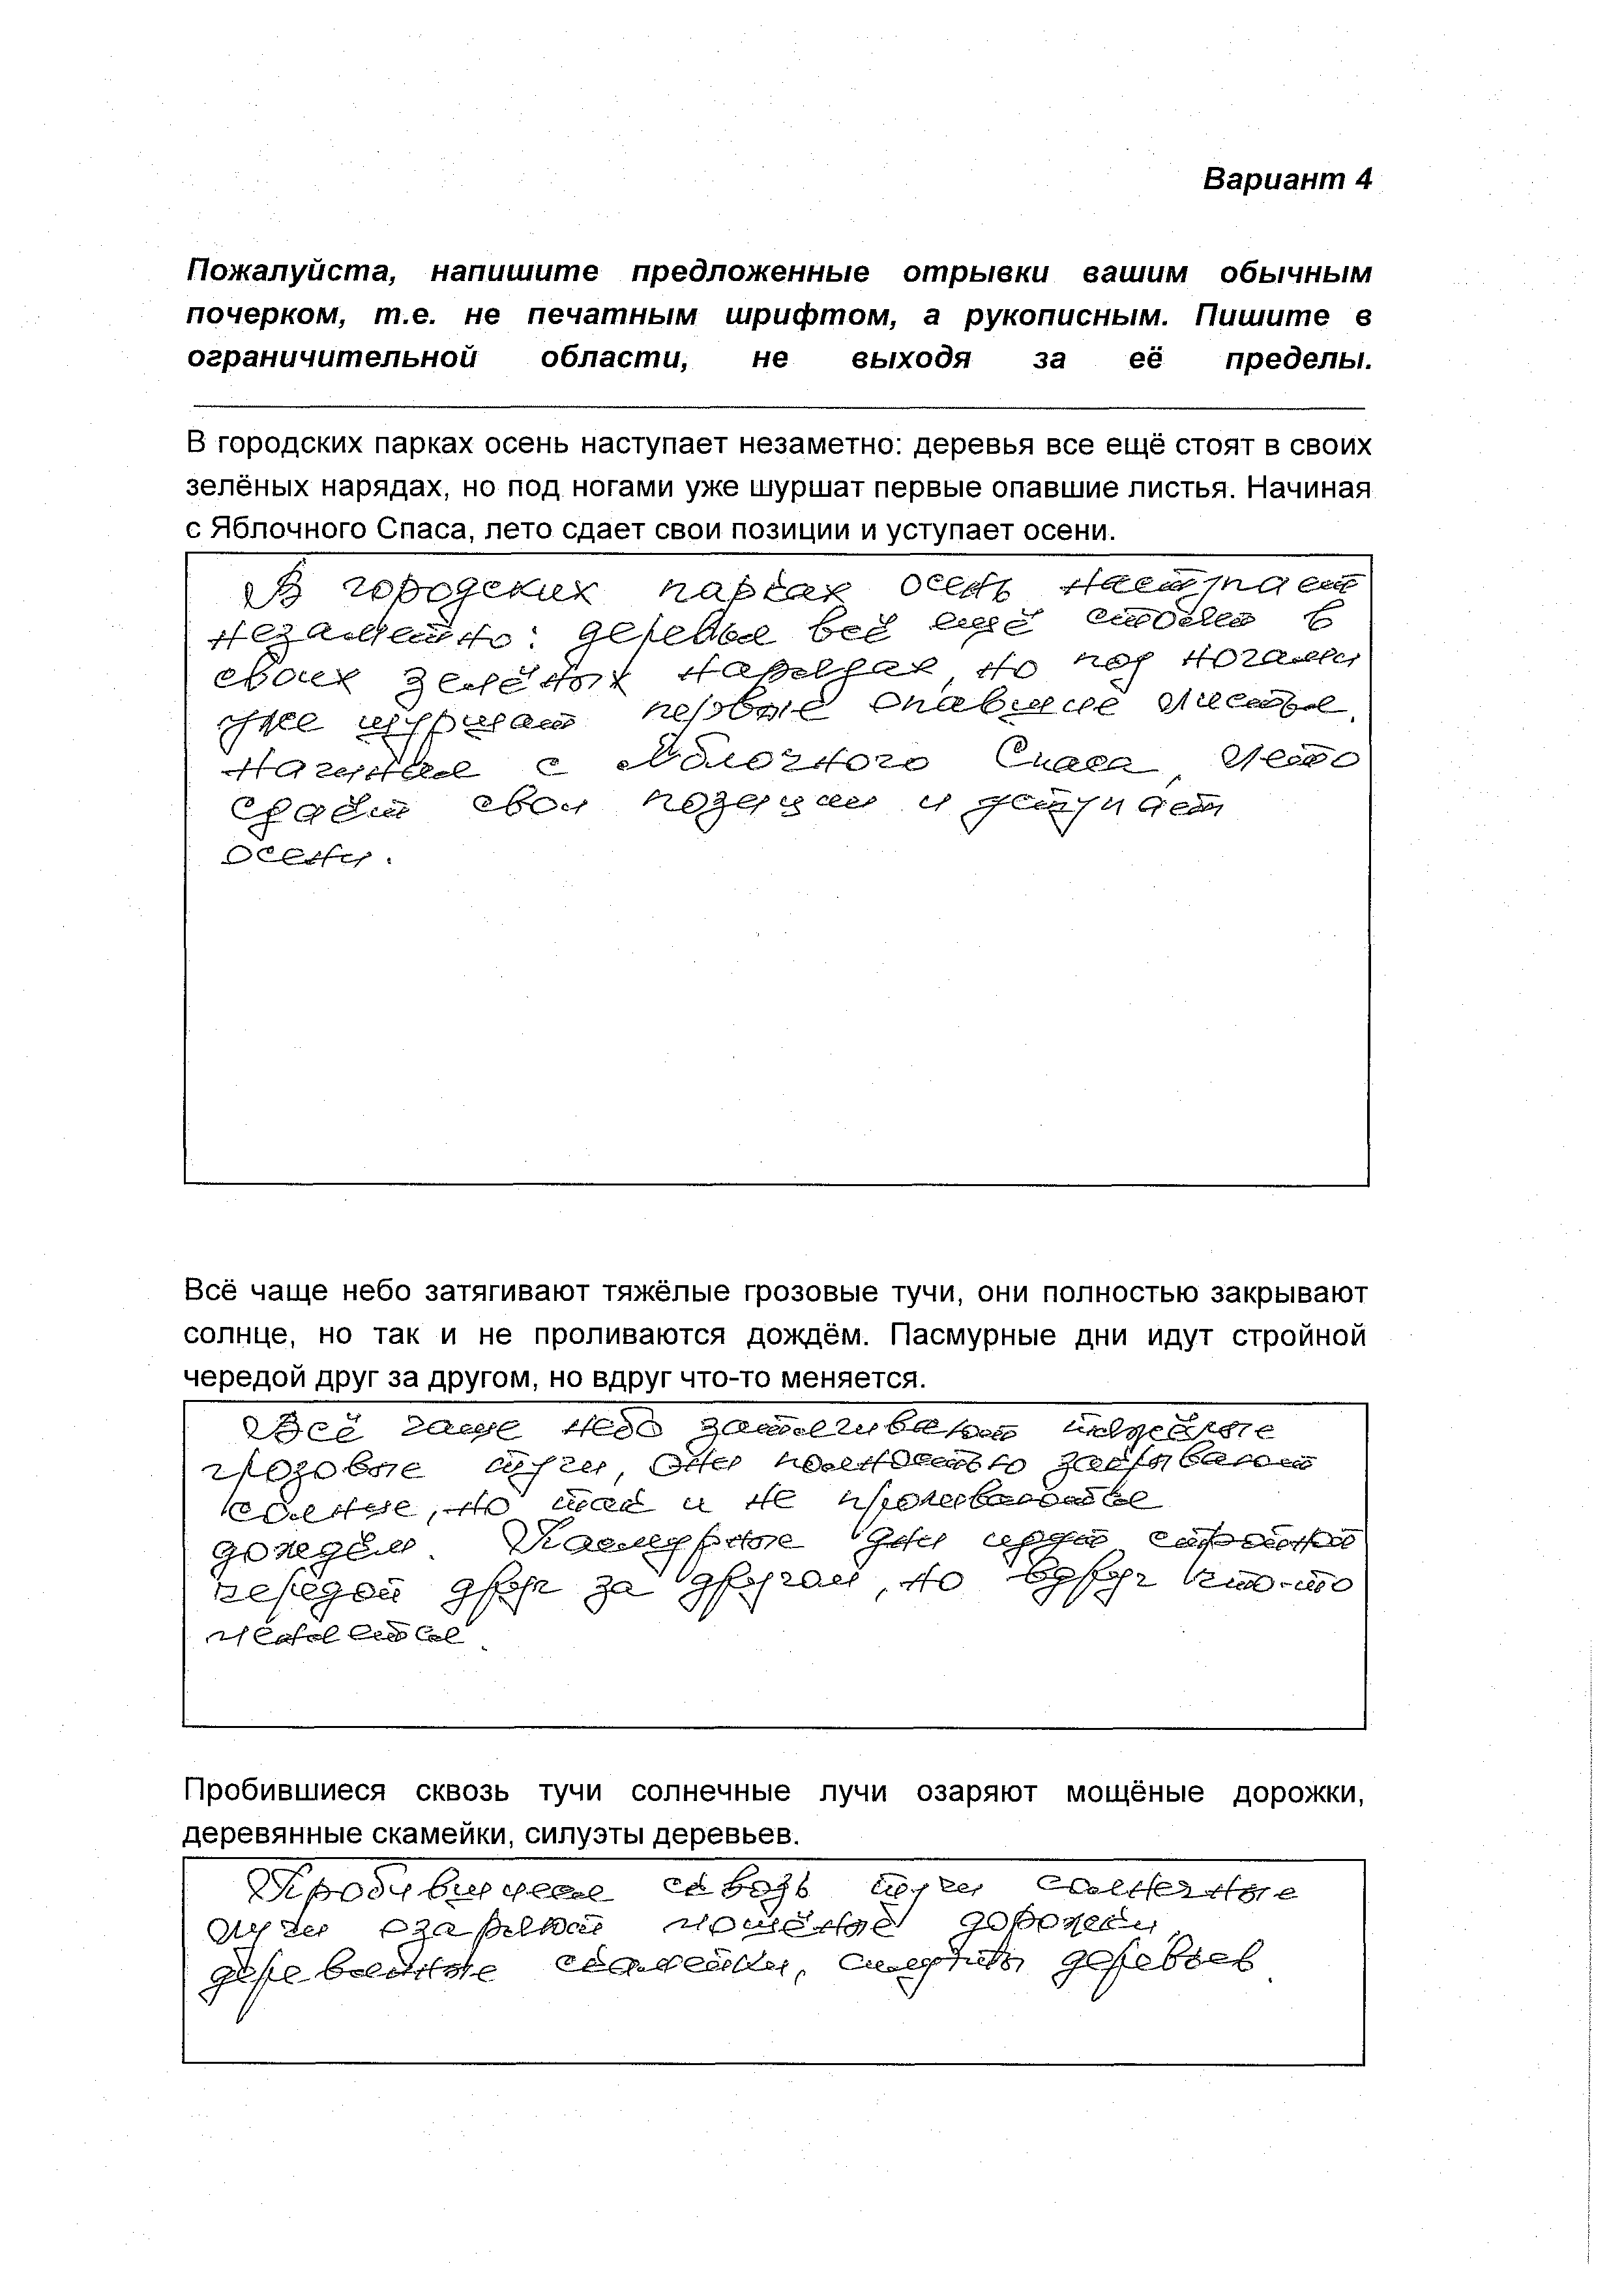 Вариант 4
Пожалуйста, напишите предложенные отрывки вашим обычным
почерком, т.е. не печатным шрифтом, а рукописным. Пишите в
ограничительной области, не выходя за её пределы.
В городских парках осень наступает незаметно: деревья все ещё стоят в своих
зелёных нарядах, но под ногами уже шуршат первые опавшие листья. Начиная
с Яблочного Спаса, лето сдает свои позиции и уступает осени.
В городских парках осень наступает
незаметно: деревья всё ещё стоят в
своих зелёных нарядах, но под ногами
уже шуршат первые опавшие листья.
Начиная с Яблочного Спаса, лето
сдаёт свои позиции и уступает
осени.
Всё чаще небо затягивают тяжёлые грозовые тучи, они полностью закрывают
солнце, но так и не проливаются дождём. Пасмурные дни идут стройной
чередой друг за другом, но вдруг что-то меняется.
Всё чаще небо затягивают тяжёлые
грозовые тучи, они полностью закрывают
солнце, но так и не проливаются
дождём. Пасмурные дни идут стройной
чередой друг за другом, но вдруг что-то
меняется.
Пробившиеся сквозь тучи солнечные лучи озаряют мощёные дорожки,
деревянные скамейки, силуэты деревьев.
Пробившиеся сквозь тучи солнечные
лучи озаряют мощёные дорожки,
деревянные скамейки, силуэты деревьев.